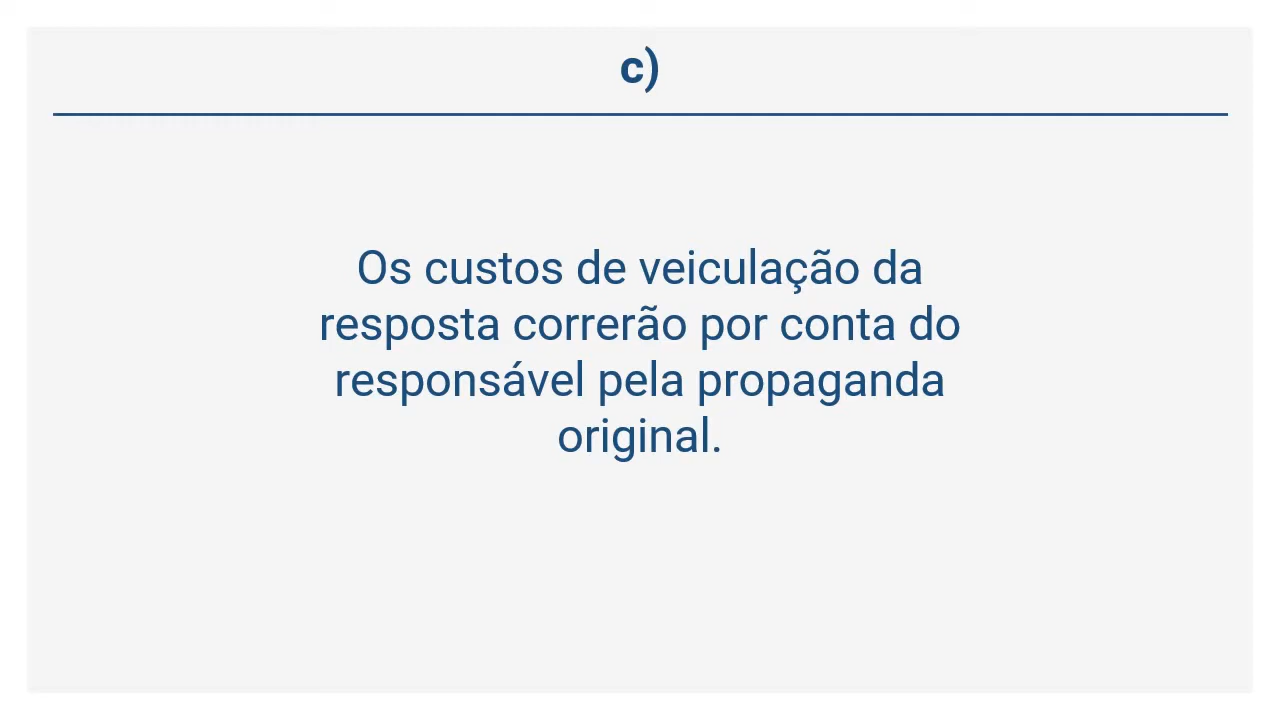 c)
Os custos de veiculação da
resposta correrão por conta do
responsável pela propaganda
original.